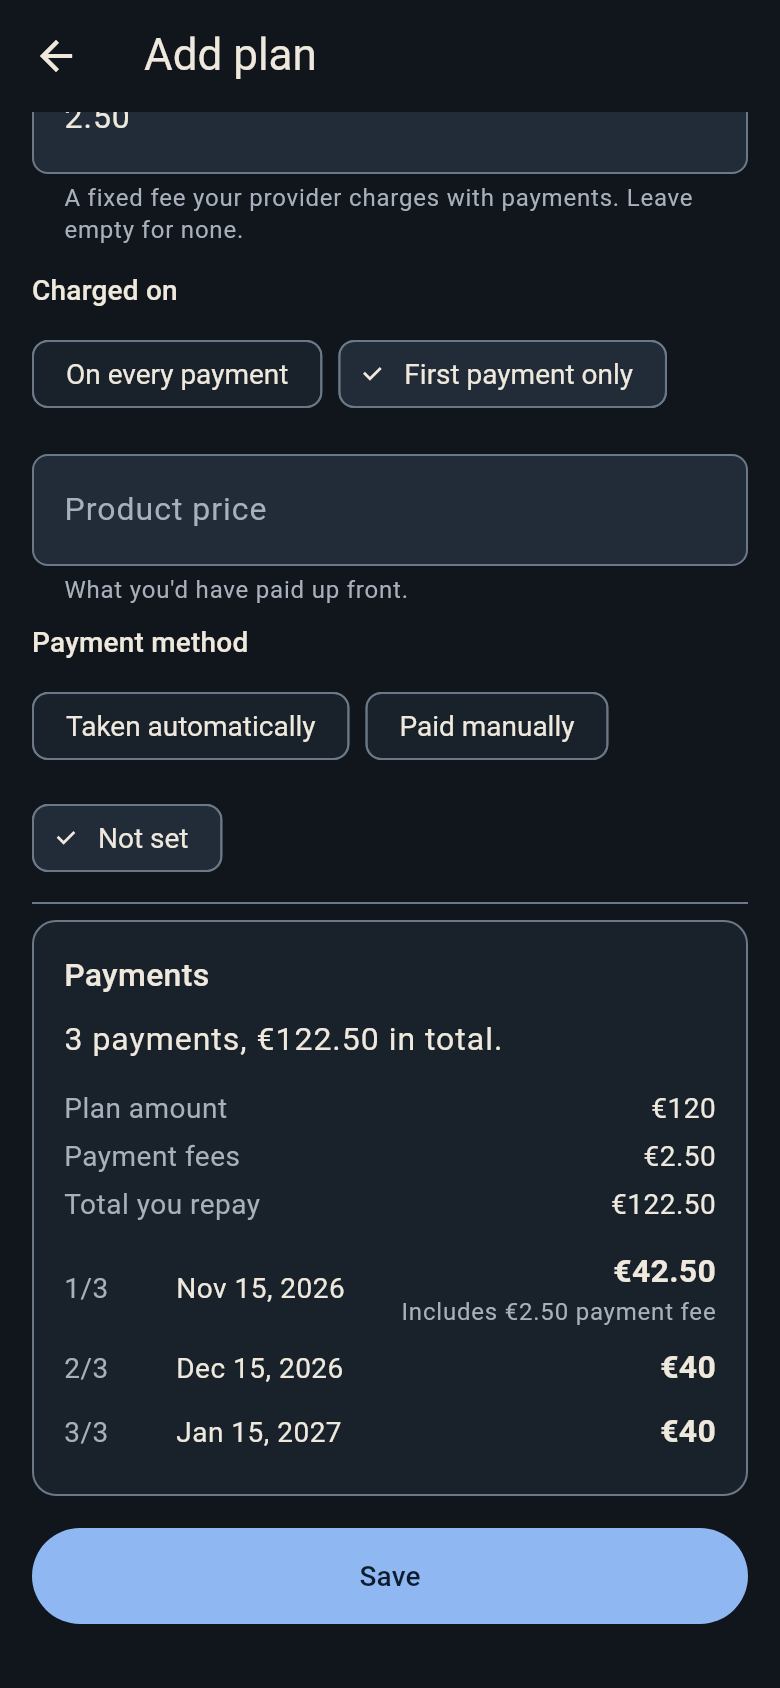 Add plan
2.50
A fixed fee your provider charges with payments. Leave
empty for none.
Charged on
On every payment
First payment only
Product price
What you'd have paid up front.
Payment method
Taken automatically
Paid manually
Not set
Payments
3 payments, €122.50 in total.
Plan amount €120
Payment fees €2.50
Total you repay €122.50
1/3 Nov 15, 2026 €42.50
Includes €2.50 payment fee
2/3 Dec 15, 2026 €40
3/3 Jan 15, 2027 €40
Save